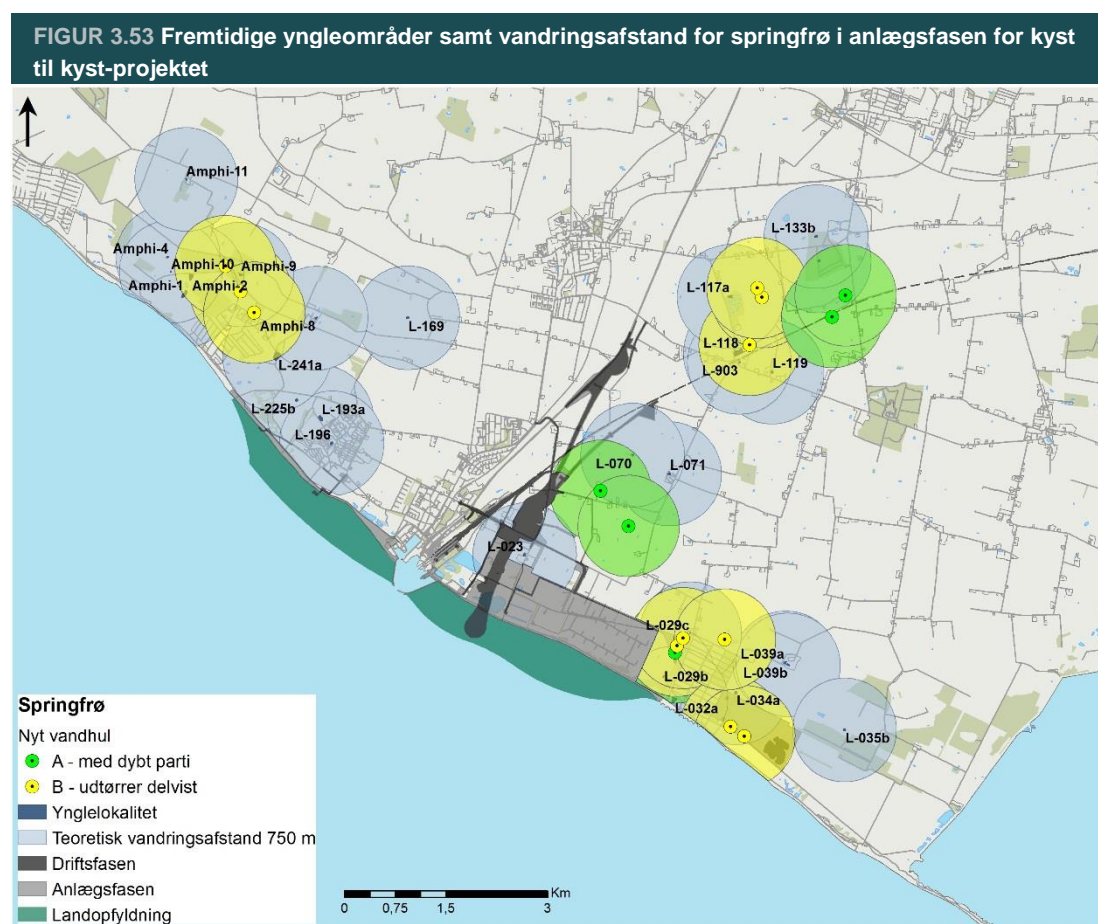 FIGUR 3.53 Fremtidige yngleområder samt vandringsafstand for springfrø i anlægsfasen for kyst
til kyst-projektet
Amphi-11
L-133b
Amphi-4
Amphi-10
Amphi-9
Amphi-1
Amphi-2
L-117a
Amphi-8
L-169
L-118
L-119
L-241a
L-903
L-225b
L-193a
L-196
L-070
L-071
L-023
L-029c
L-039a
L-039b
L-029b
L-032a
L-034a
L-035b
Springfrø
Nyt vandhul
A - med dybt parti
B - udtørrer delvist
Ynglelokalitet
Teoretisk vandringsafstand 750 m
Driftsfasen
Anlægsfasen
Landopfyldning
Km
0 0,75 1,5 3